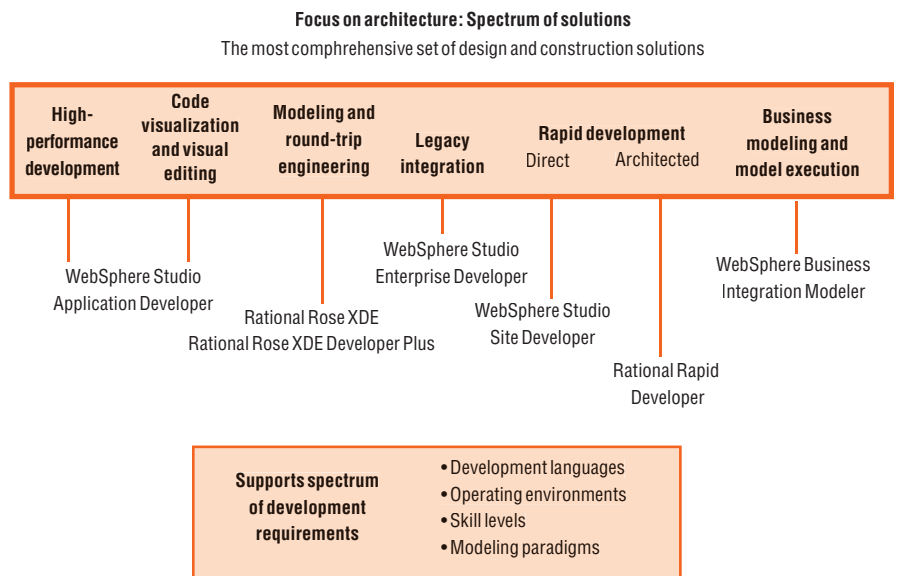 Focus on architecture: Spectrum of solutions
The most comphrehensive set of design and construction solutions
High-
performance
development
Code
visualization
and visual
editing
Modeling and
round-trip
engineering
Legacy
integration
Rapid development
Direct
Architected
Business
modeling and
model execution
WebSphere Studio
Application Developer
Rational Rose XDE
Rational Rose XDE Developer Plus
WebSphere Studio
Enterprise Developer
WebSphere Studio
Site Developer
Rational Rapid
Developer
WebSphere Business
Integration Modeler
Supports spectrum
of development
requirements
• Development languages
• Operating environments
• Skill levels
• Modeling paradigms